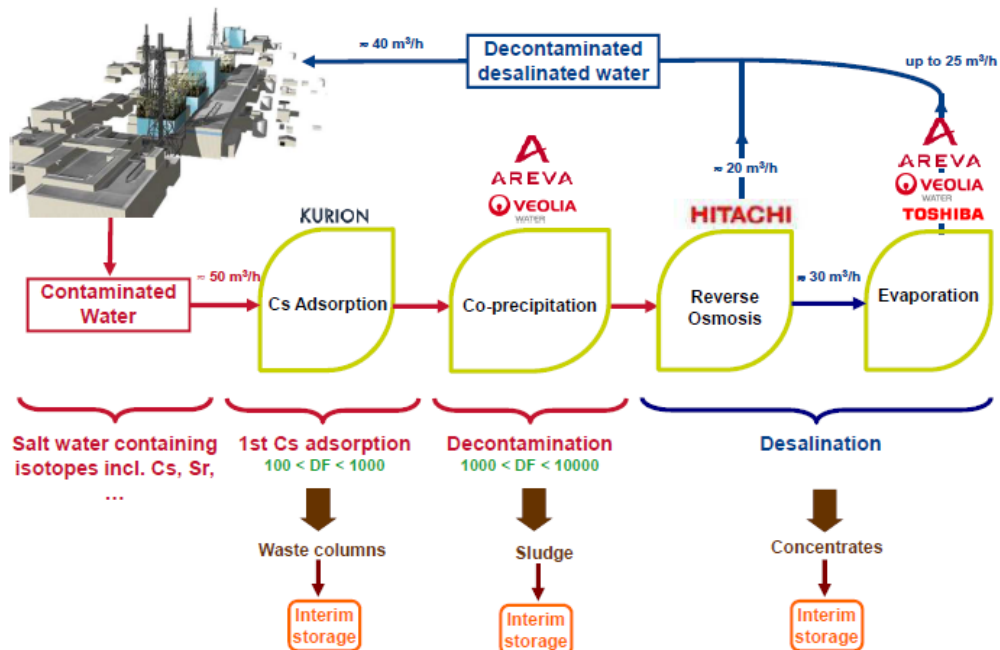 ≈ 40 m³/h
Decontaminated
desalinated water
up to 25 m³/h
AREVA
VEOLIA
WATER
≈ 20 m³/h
AREVA
VEOLIA
WATER
TOSHIBA
KURION
HITACHI
Contaminated
Water
≈ 50 m³/h
Cs Adsorption
Co-precipitation
Reverse
Osmosis
≈ 30 m³/h
Evaporation
Salt water containing
isotopes incl. Cs, Sr,
…
1st Cs adsorption
100 < DF < 1000
Decontamination
1000 < DF < 10000
Desalination
Waste columns
Sludge
Concentrates
Interim
storage
Interim
storage
Interim
storage